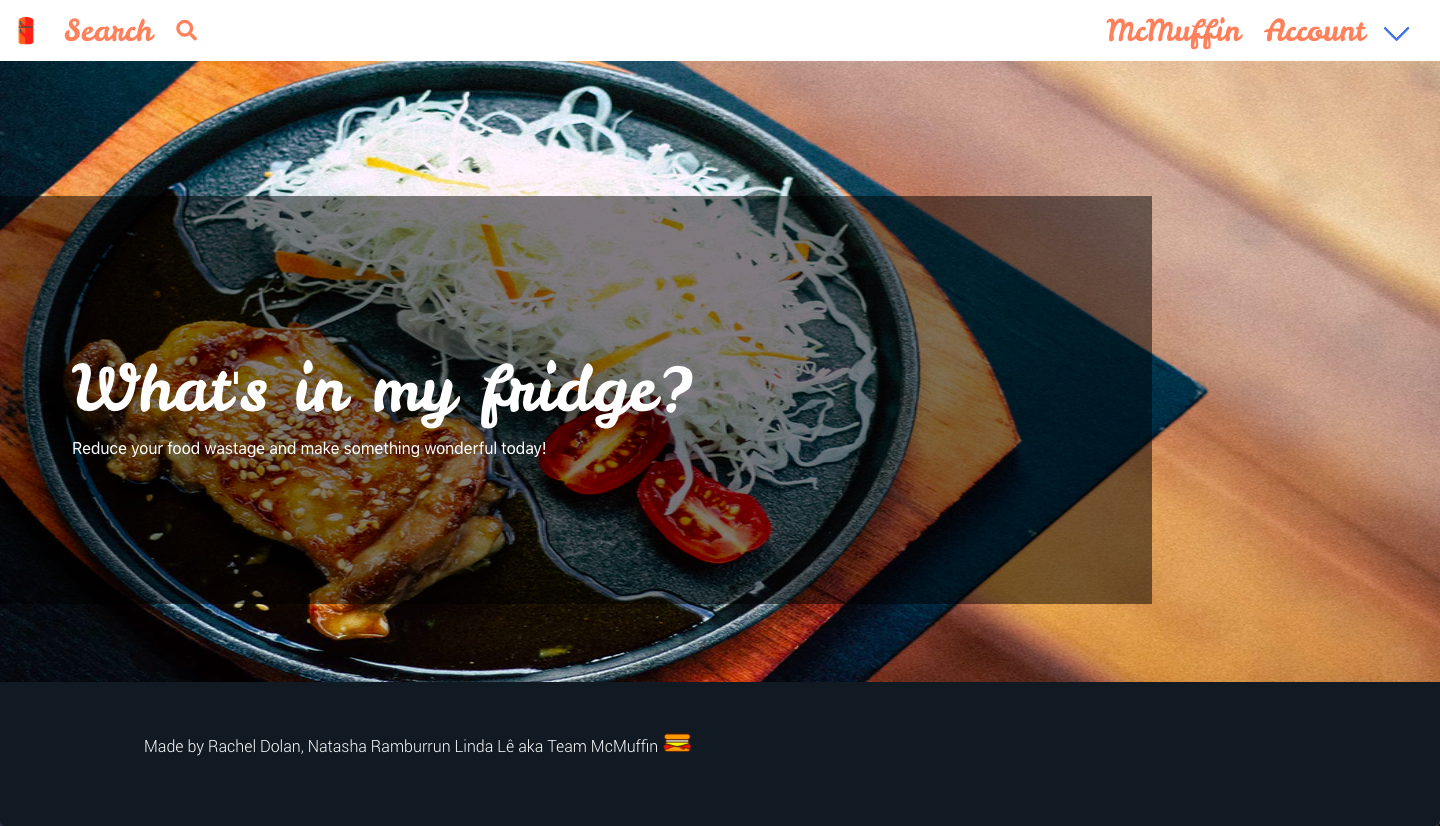 Search
McMuffin Account
What's in my fridge?
Reduce your food wastage and make something wonderful today!
Made by Rachel Dolan, Natasha Ramburrun Linda Lê aka Team McMuffin